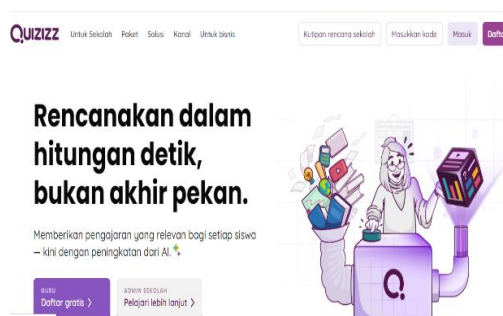 QUIZIZZ Untuk Sekolah Paket Solusi Kanal Untuk bisnis Kutipan rencana sekolah Masukkan kode Masuk Dafta
Rencanakan dalam
hitungan detik,
bukan akhir pekan.
Memberikan pengajaran yang relevan bagi setiap siswa
— kini dengan peningkatan dari AI.
GURU
Daftar gratis >
ADMIN SEKOLAH
Pelajari lebih lanjut >
Q